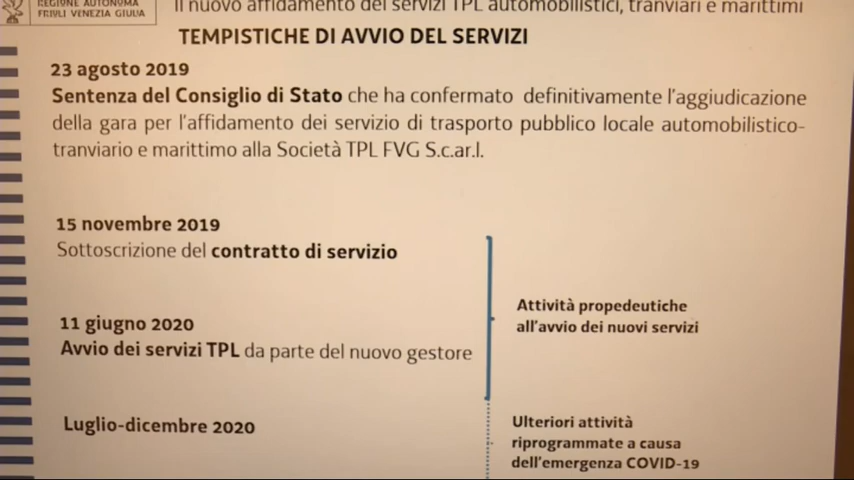 REGIONE AUTONOMA
FRIULI VENEZIA GIULIA
Il nuovo affidamento dei servizi TPL automobilistici, tranviari e marittimi
TEMPISTICHE DI AVVIO DEL SERVIZI
23 agosto 2019
Sentenza del Consiglio di Stato che ha confermato definitivamente l'aggiudicazione
della gara per l'affidamento dei servizio di trasporto pubblico locale automobilistico-
tranviario e marittimo alla Società TPL FVG S.c.ar.l.
15 novembre 2019
Sottoscrizione del contratto di servizio
Attività propedeutiche
all'avvio dei nuovi servizi
11 giugno 2020
Avvio dei servizi TPL da parte del nuovo gestore
Luglio-dicembre 2020
Ulteriori attività
riprogrammate a causa
dell'emergenza COVID-19